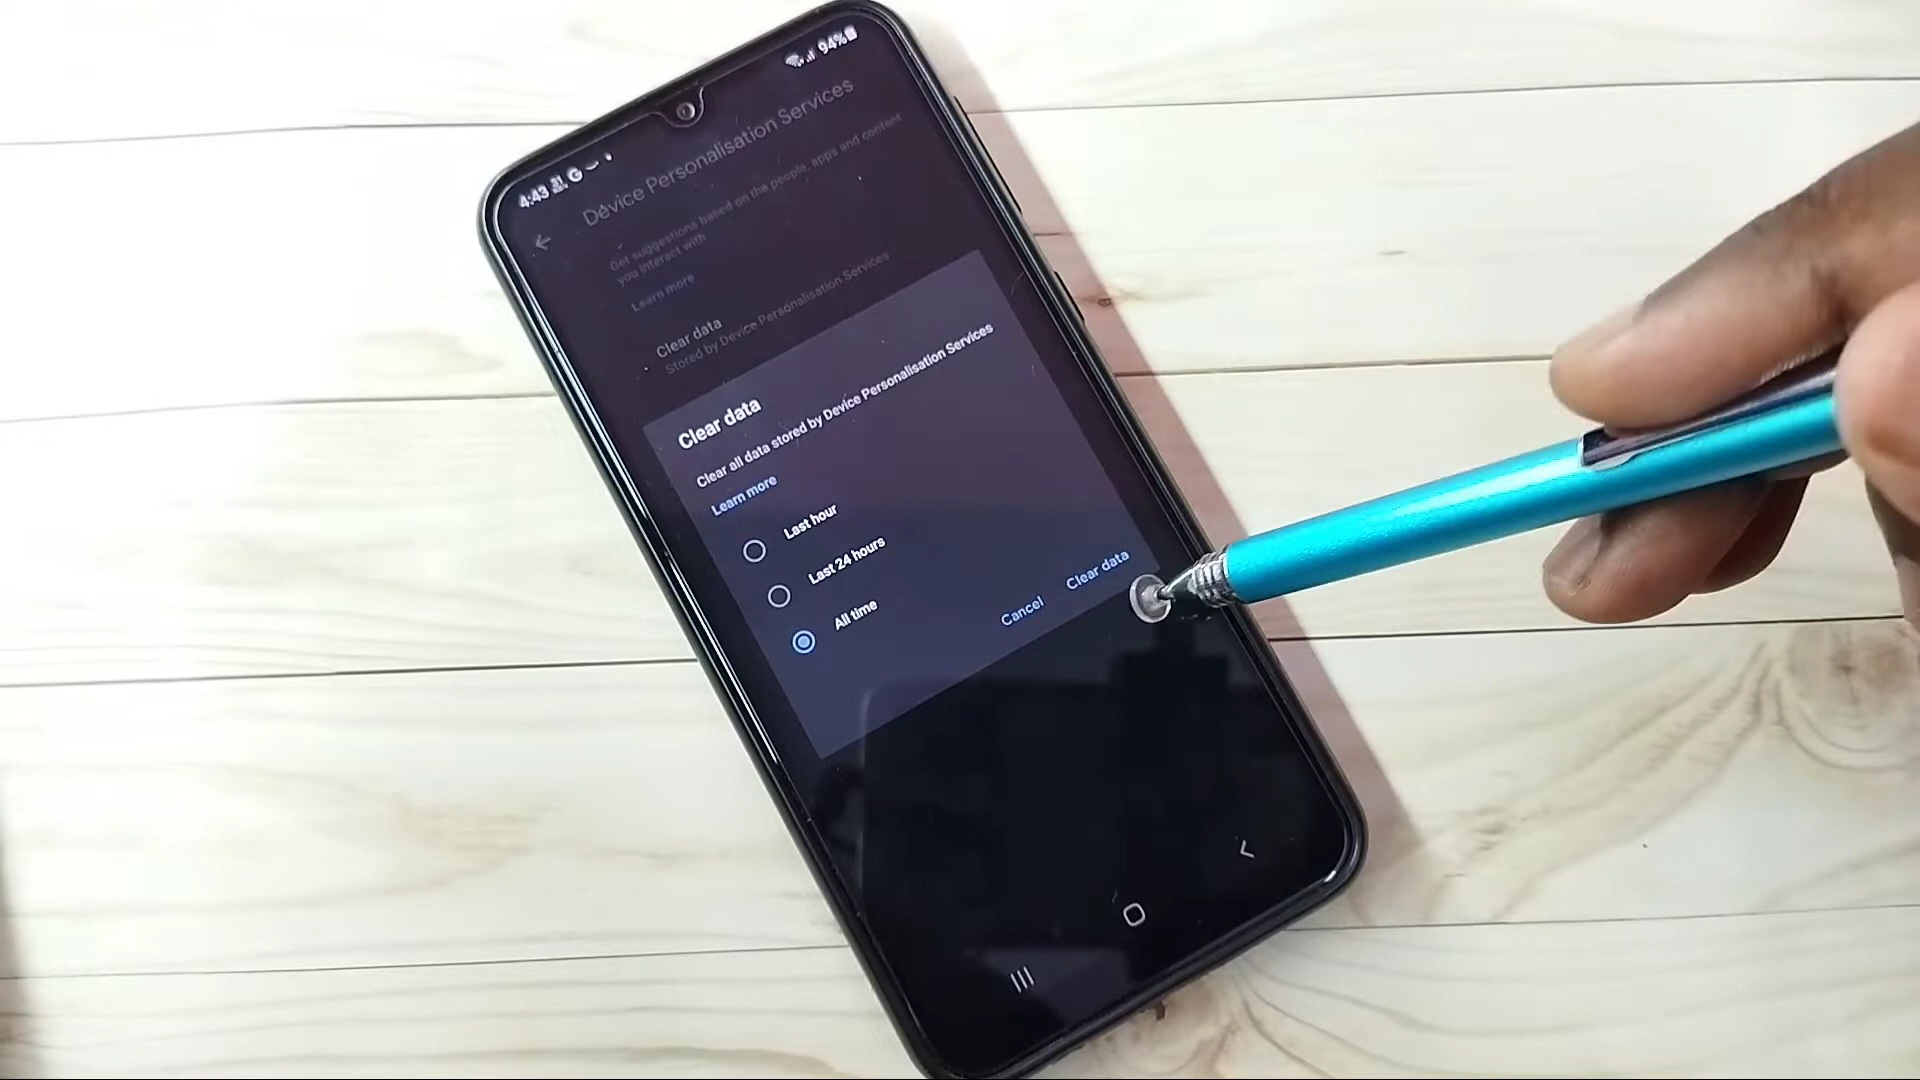 4:43
94%
Device Personalisation Services
Get suggestions based on the people, apps and content
you interact with
Learn more
Clear data
Stored by Device Personalisation Services
Clear data
Clear all data stored by Device Personalisation Services
Learn more
Last hour
Last 24 hours
All time
Cancel
Clear data